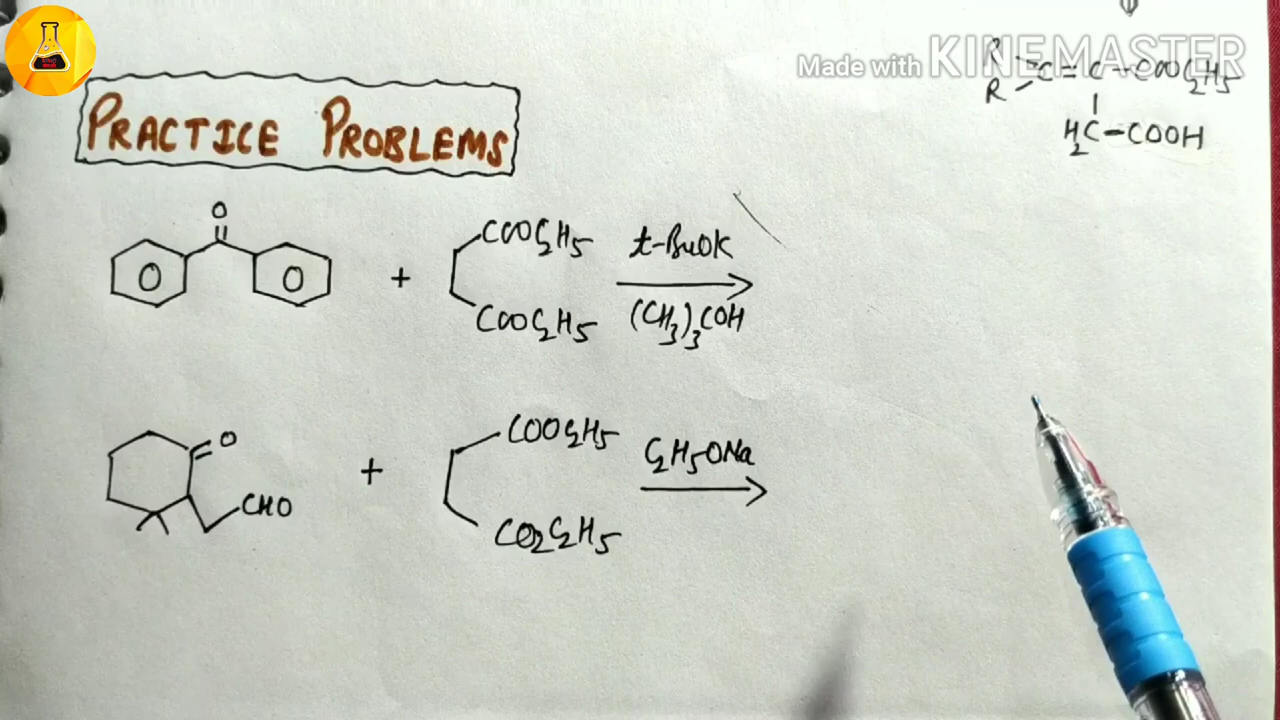 Made with KINEMASTER
R
R >C=C-COOC2H5
H2C-COOH
PRACTICE PROBLEMS
O
+ COOC2H5 t-BuOK
COOC2H5 (CH3)3COH
O
CHO + COOC2H5 C2H5ONa
CO2C2H5